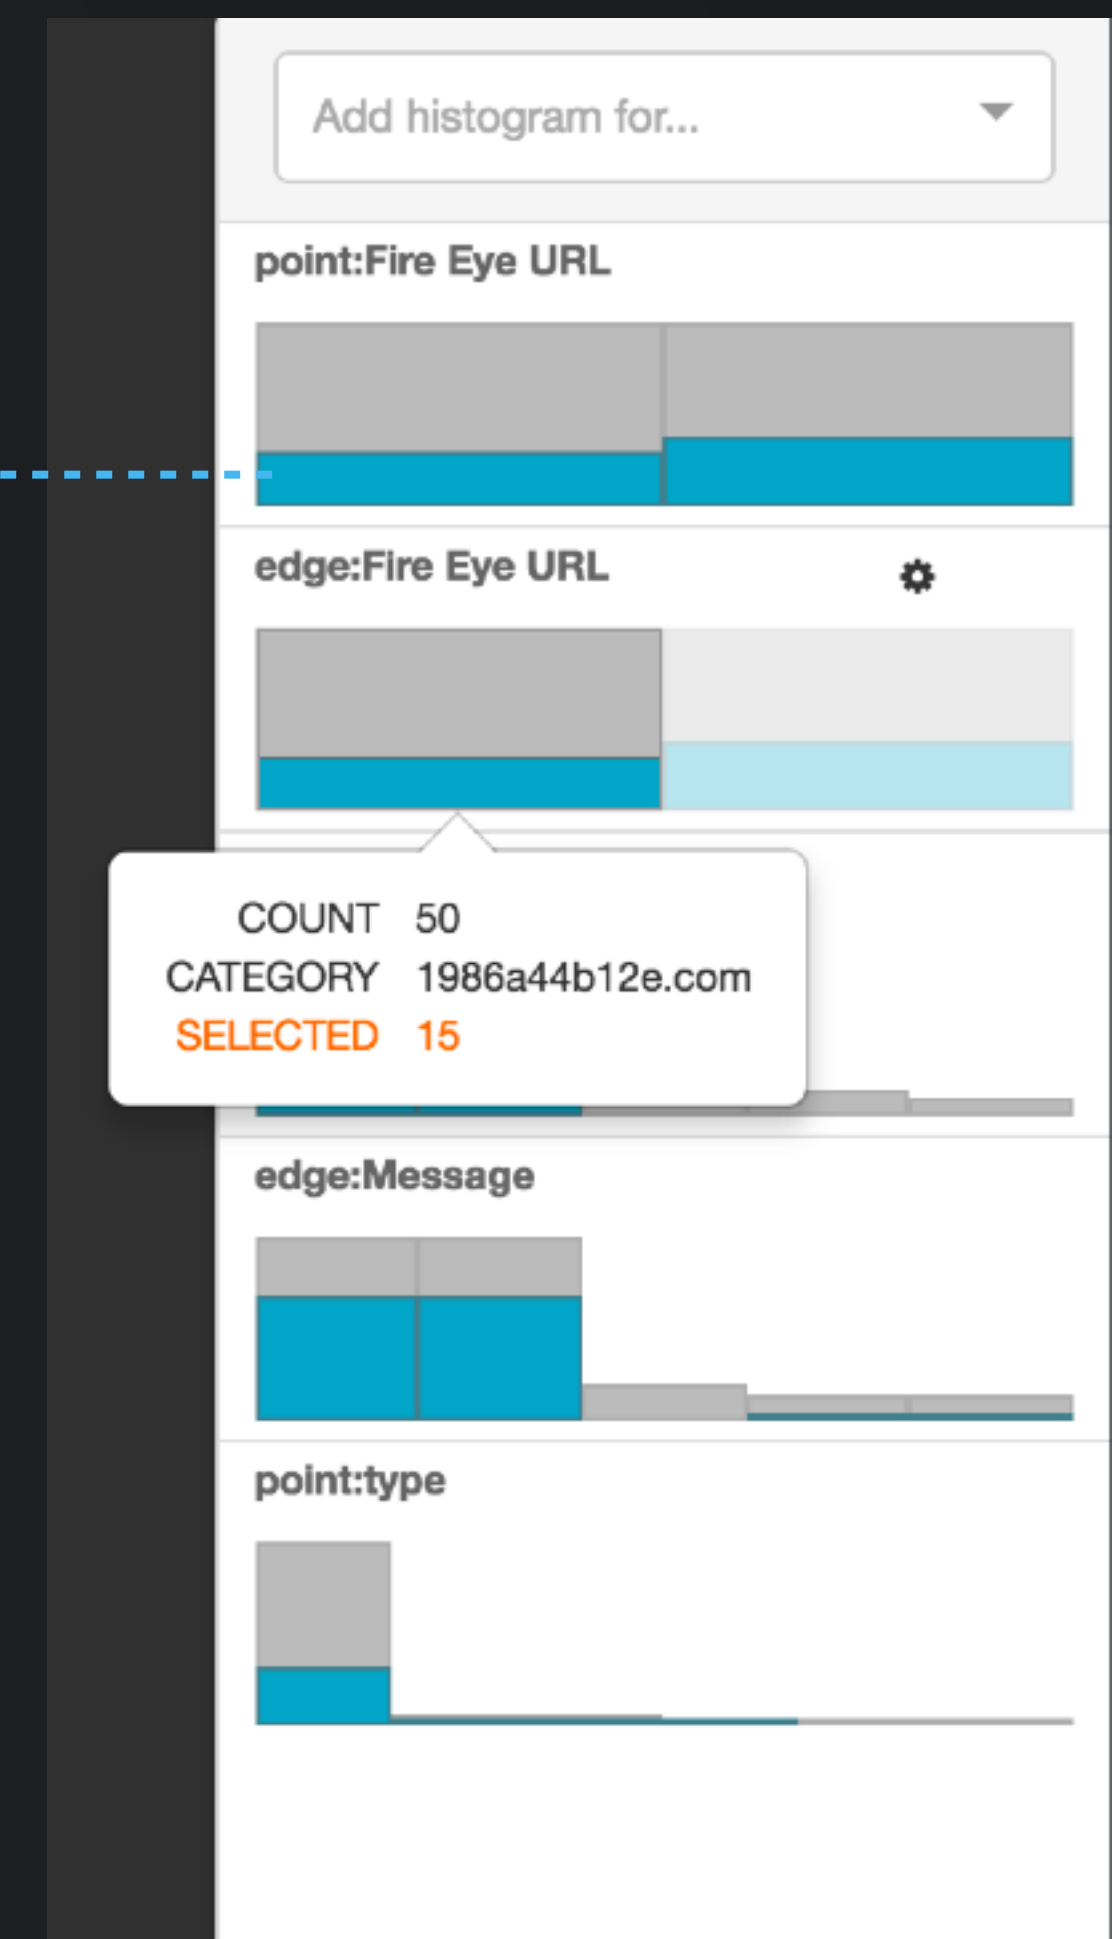 Add histogram for...
point:Fire Eye URL
edge:Fire Eye URL
COUNT 50
CATEGORY 1986a44b12e.com
SELECTED 15
edge:Message
point:type